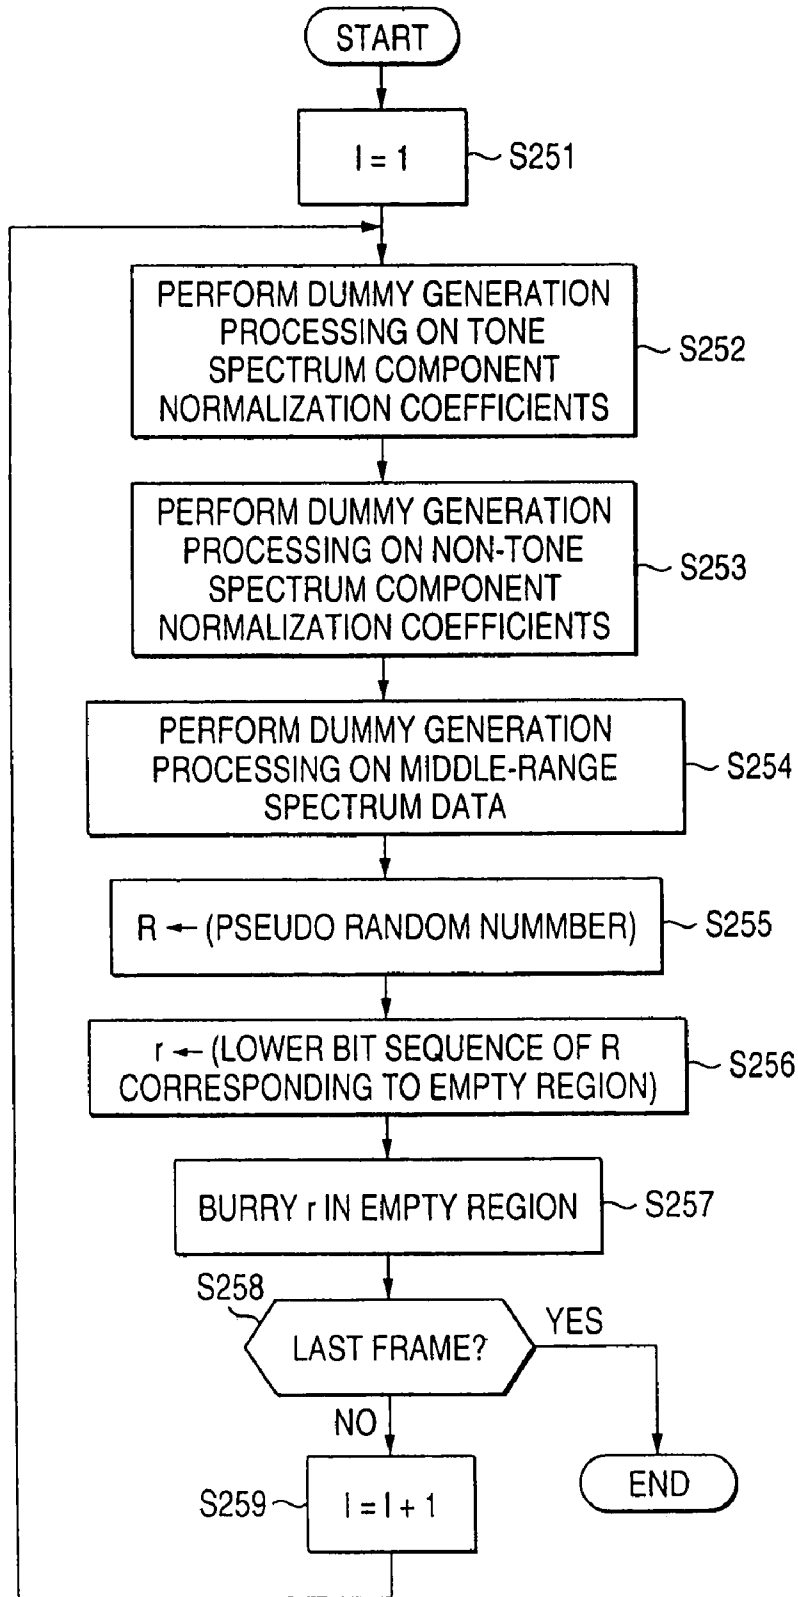 START
I = 1
S251
PERFORM DUMMY GENERATION
PROCESSING ON TONE
SPECTRUM COMPONENT
NORMALIZATION COEFFICIENTS
S252
PERFORM DUMMY GENERATION
PROCESSING ON NON-TONE
SPECTRUM COMPONENT
NORMALIZATION COEFFICIENTS
S253
PERFORM DUMMY GENERATION
PROCESSING ON MIDDLE-RANGE
SPECTRUM DATA
S254
R ← (PSEUDO RANDOM NUMMBER)
S255
r ← (LOWER BIT SEQUENCE OF R
CORRESPONDING TO EMPTY REGION)
S256
BURRY r IN EMPTY REGION
S257
S258
LAST FRAME?
YES
NO
END
S259
I = I + 1